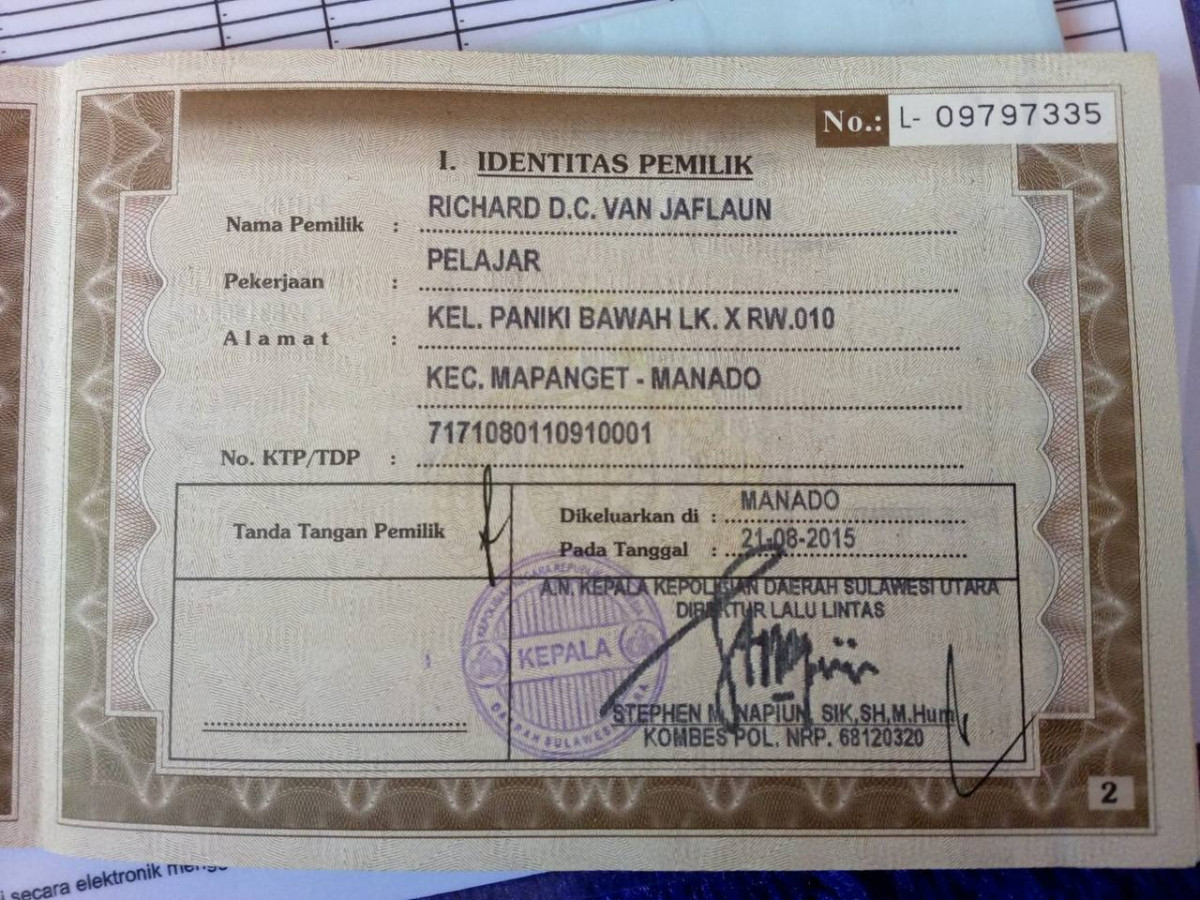 No.: L- 09797335
I. IDENTITAS PEMILIK
Nama Pemilik : RICHARD D.C. VAN JAFLAUN
Pekerjaan : PELAJAR
Alamat : KEL. PANIKI BAWAH LK. X RW.010
KEC. MAPANGET - MANADO
No. KTP/TDP : 7171080110910001
Tanda Tangan Pemilik
Dikeluarkan di : MANADO
Pada Tanggal : 21-08-2015
A.N. KEPALA KEPOLISIAN DAERAH SULAWESI UTARA
DIREKTUR LALU LINTAS
KEPALA
STEPHEN M. NAPIUN, SIK,SH,M.Hum
KOMBES POL. NRP. 68120320
2
i secara elektronik